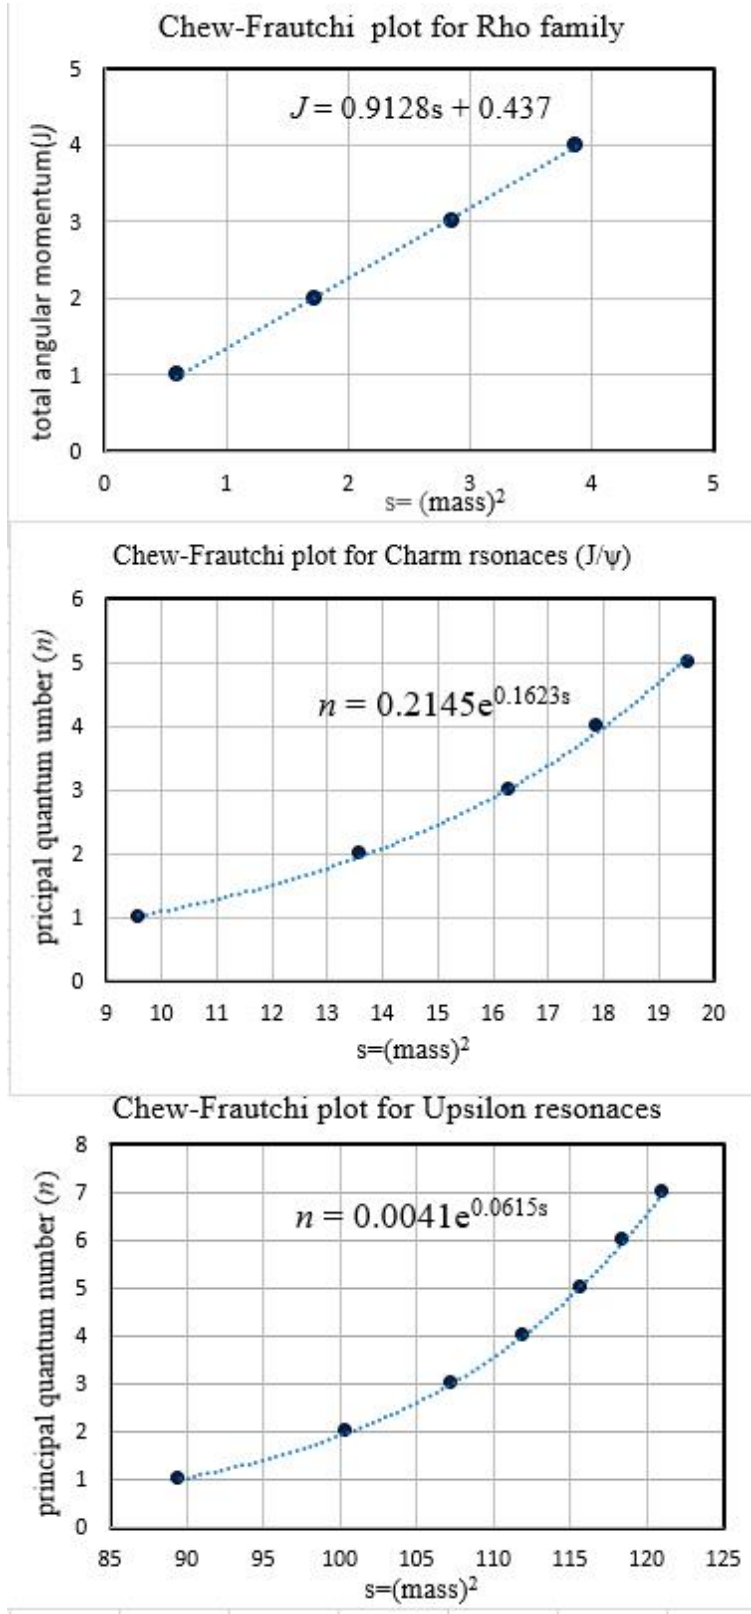 Chew-Frautchi plot for Rho family
J = 0.9128s + 0.437
total angular momentum(J)
5
4
3
2
1
0
0 1 2 3 4 5
s= (mass)²
Chew-Frautchi plot for Charm rsonaces (J/ψ)
n = 0.2145e^0.1623s
pricipal quantum umber (n)
6
5
4
3
2
1
0
9 10 11 12 13 14 15 16 17 18 19 20
s=(mass)²
Chew-Frautchi plot for Upsilon resonaces
n = 0.0041e^0.0615s
principal quantum number (n)
8
7
6
5
4
3
2
1
0
85 90 95 100 105 110 115 120 125
s=(mass)²